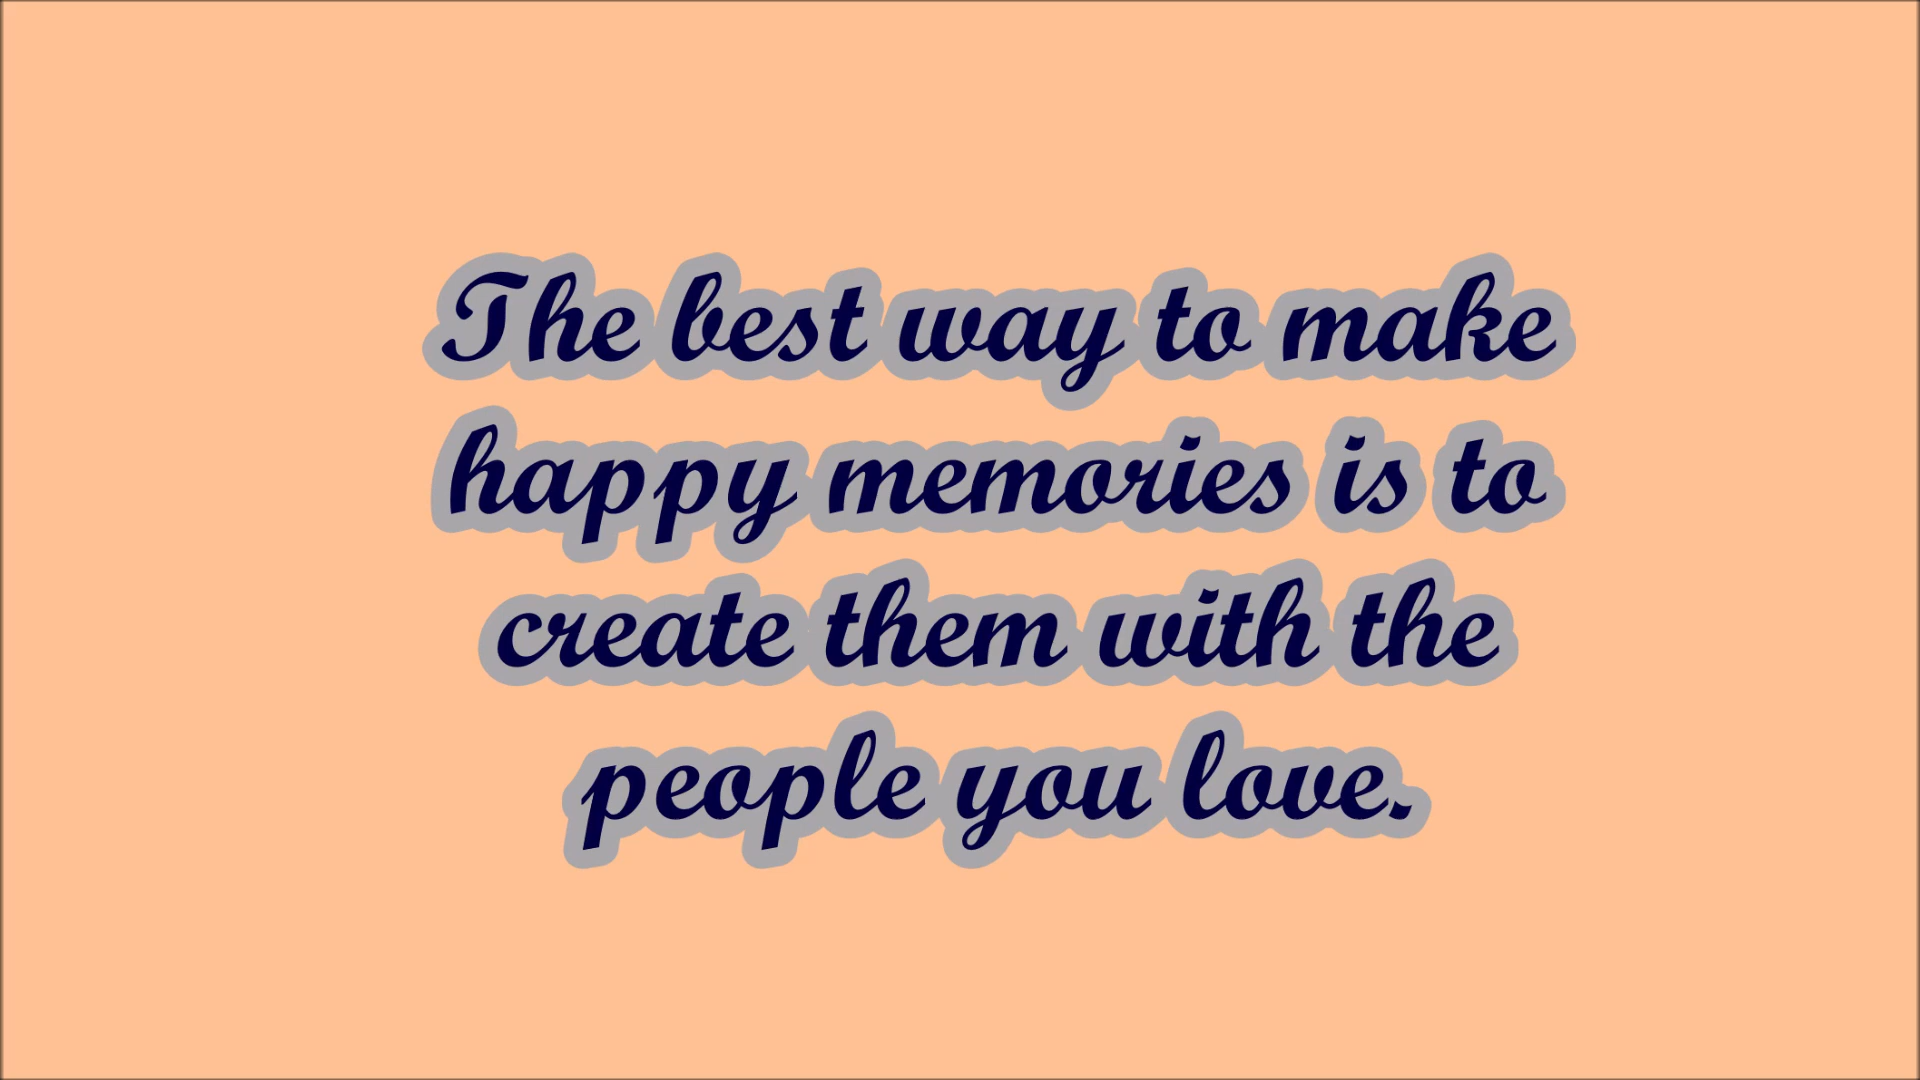 The best way to make
happy memories is to
create them with the
people you love.